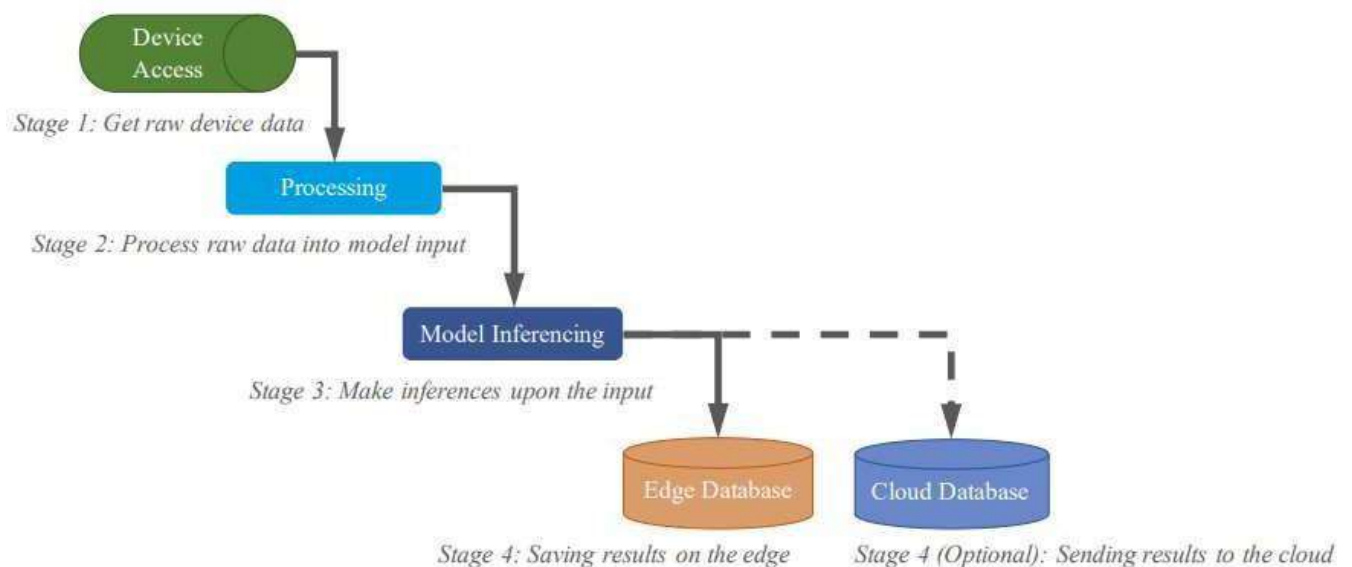 Device
Access
Stage 1: Get raw device data
Processing
Stage 2: Process raw data into model input
Model Inferencing
Stage 3: Make inferences upon the input
Edge Database
Cloud Database
Stage 4: Saving results on the edge
Stage 4 (Optional): Sending results to the cloud